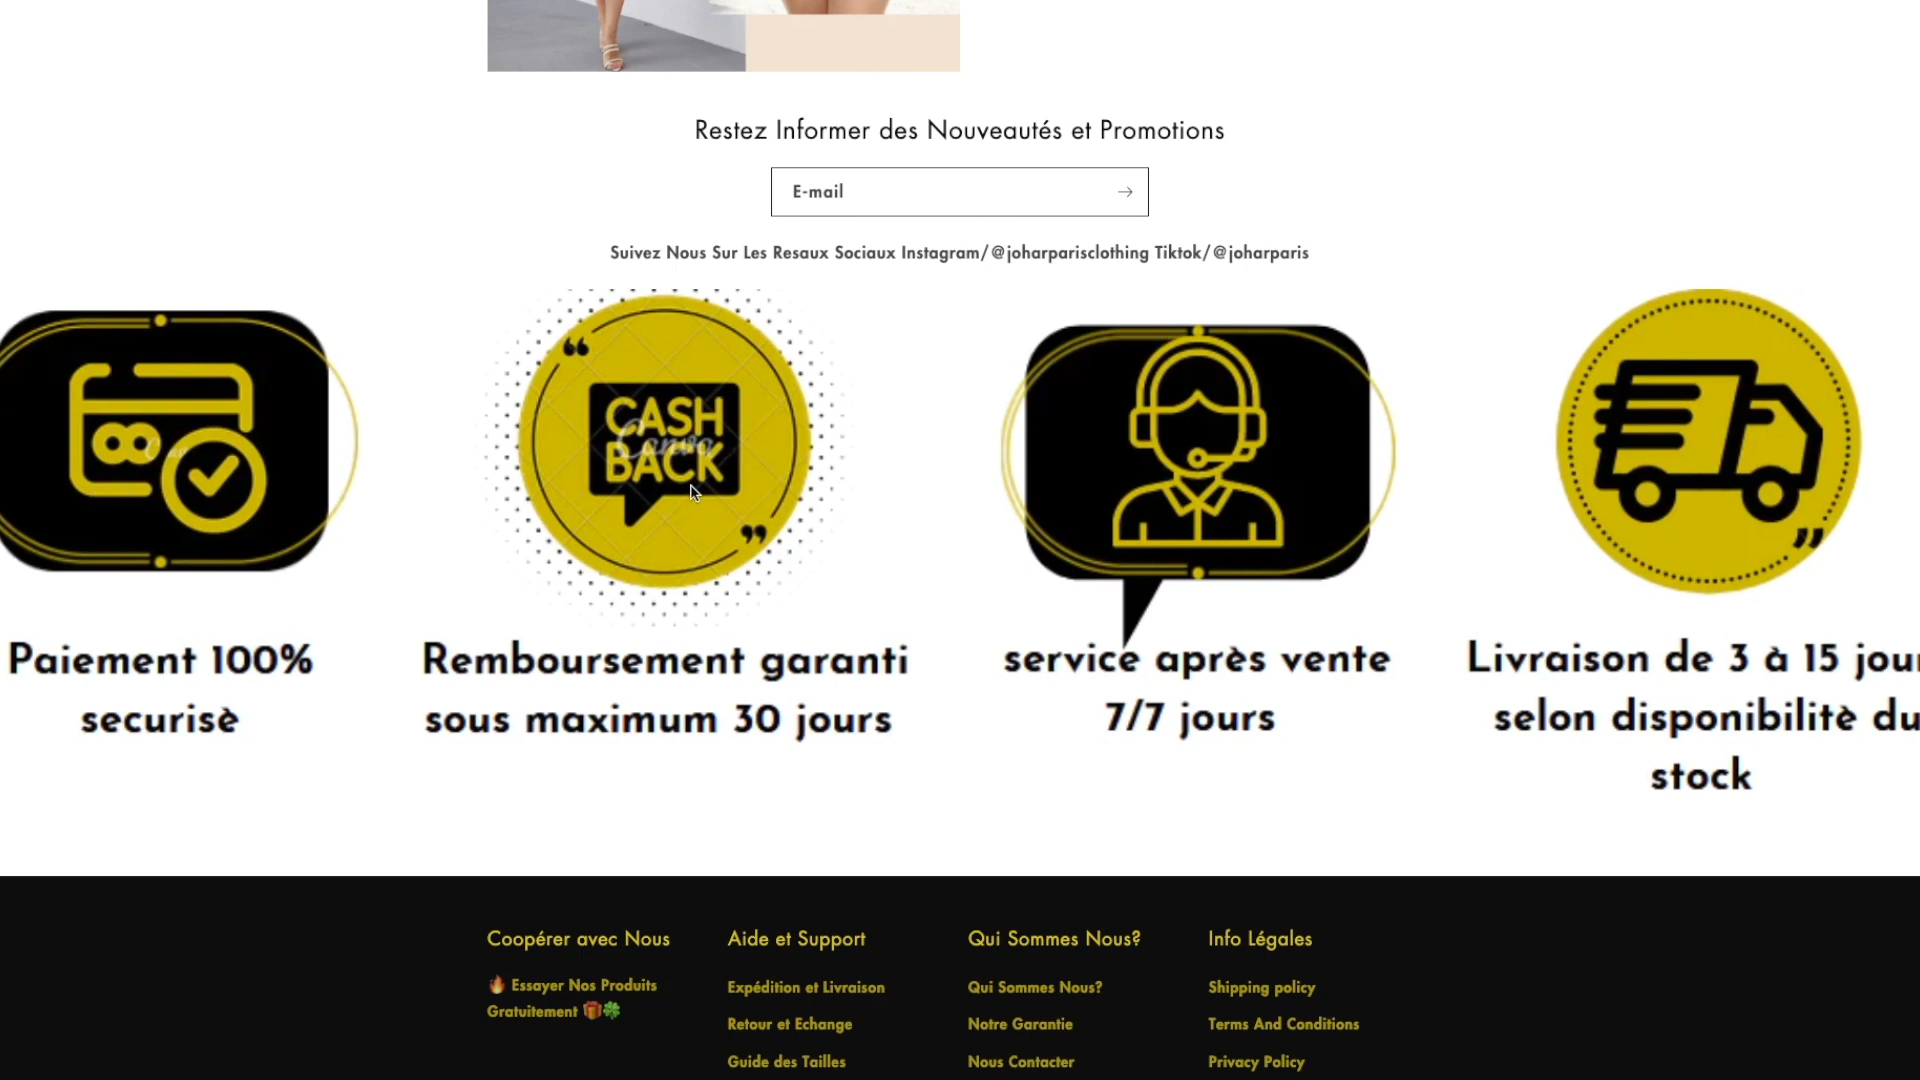 Restez Informer des Nouveautés et Promotions
E-mail
Suivez Nous Sur Les Resaux Sociaux Instagram/@joharparisclothing Tiktok/@joharparis
CASH
Canva
BACK
Paiement 100%
securisè
Remboursement garanti
sous maximum 30 jours
service après vente
7/7 jours
Livraison de 3 à 15 jour
selon disponibilitè du
stock
Coopérer avec Nous
🔥 Essayer Nos Produits
Gratuitement 🎁🍀
Aide et Support
Expédition et Livraison
Retour et Echange
Guide des Tailles
Qui Sommes Nous?
Qui Sommes Nous?
Notre Garantie
Nous Contacter
Info Légales
Shipping policy
Terms And Conditions
Privacy Policy